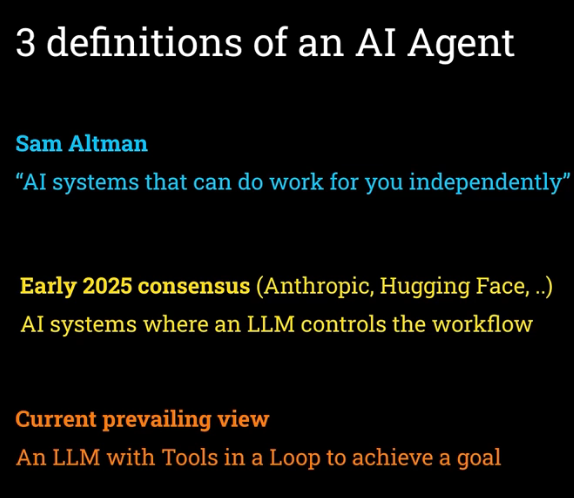 3 definitions of an AI Agent
Sam Altman
“AI systems that can do work for you independently”
Early 2025 consensus (Anthropic, Hugging Face, ..)
AI systems where an LLM controls the workflow
Current prevailing view
An LLM with Tools in a Loop to achieve a goal